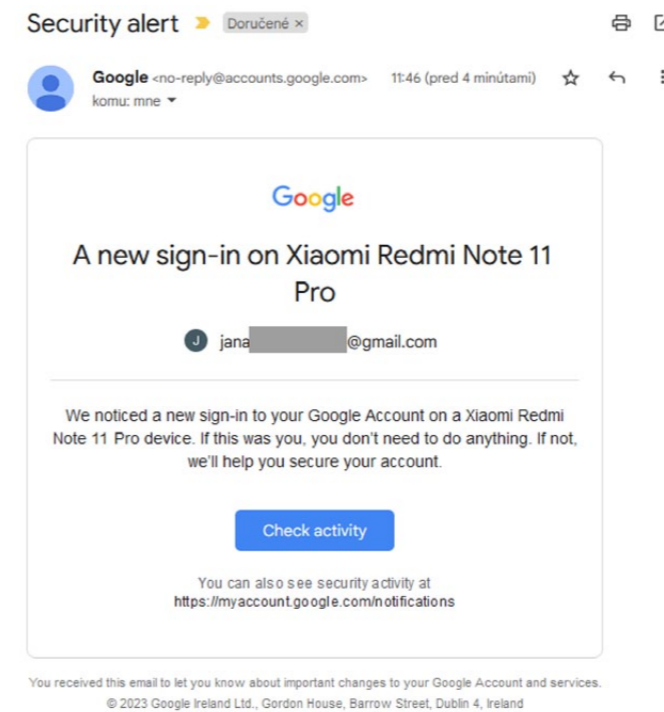 Security alert Doručené ×
Google <no-reply@accounts.google.com> 11:46 (pred 4 minútami)
komu: mne
Google
A new sign-in on Xiaomi Redmi Note 11
Pro
J jana @gmail.com
We noticed a new sign-in to your Google Account on a Xiaomi Redmi
Note 11 Pro device. If this was you, you don't need to do anything. If not,
we'll help you secure your account.
Check activity
You can also see security activity at
https://myaccount.google.com/notifications
You received this email to let you know about important changes to your Google Account and services.
© 2023 Google Ireland Ltd., Gordon House, Barrow Street, Dublin 4, Ireland